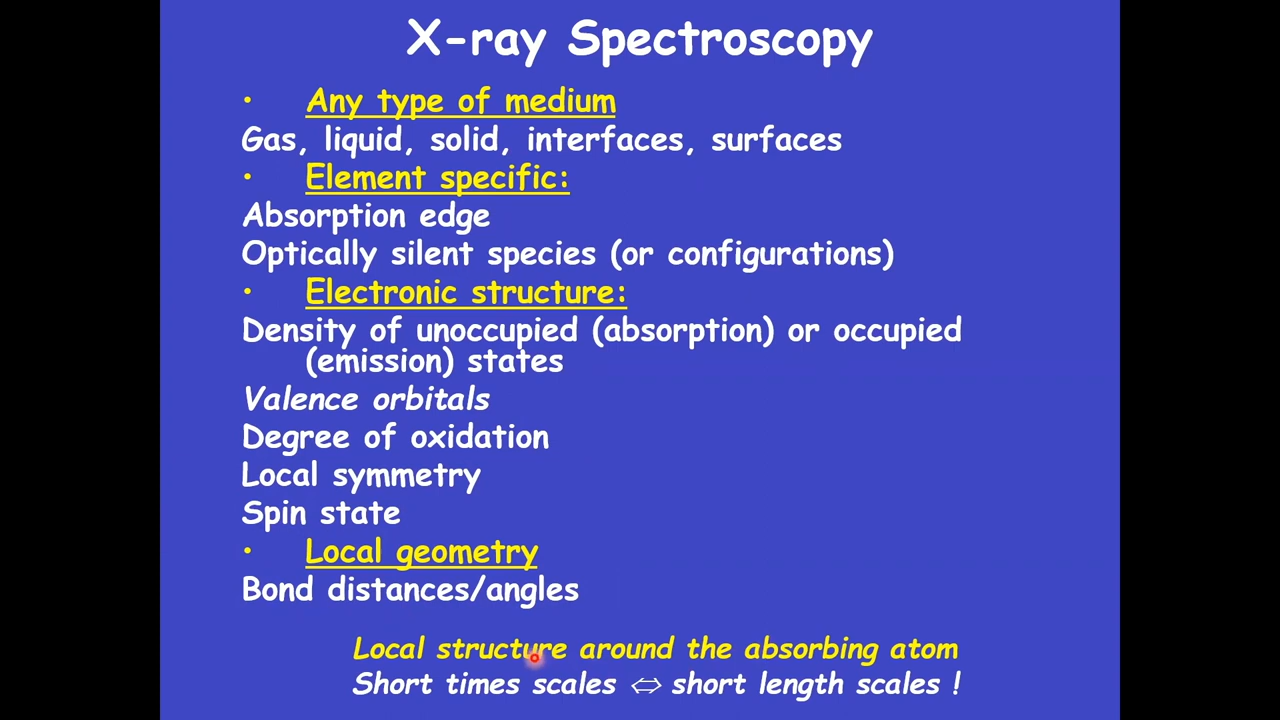 X-ray Spectroscopy
• Any type of medium
Gas, liquid, solid, interfaces, surfaces
• Element specific:
Absorption edge
Optically silent species (or configurations)
• Electronic structure:
Density of unoccupied (absorption) or occupied
(emission) states
Valence orbitals
Degree of oxidation
Local symmetry
Spin state
• Local geometry
Bond distances/angles
Local structure around the absorbing atom
Short times scales ⇔ short length scales !